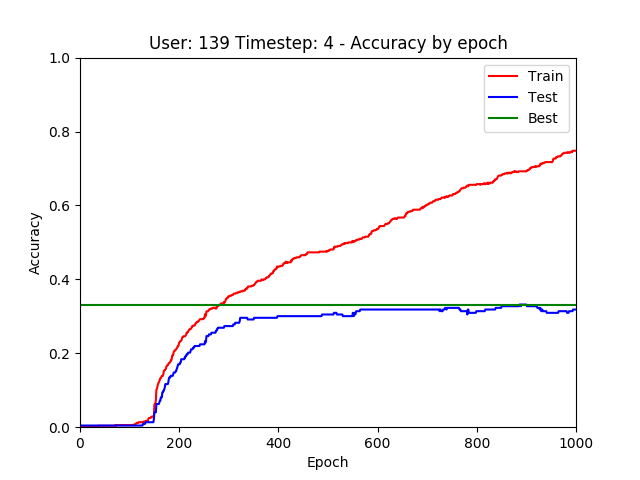 User: 139 Timestep: 4 - Accuracy by epoch
1.0
0.8
0.6
0.4
0.2
0.0
Accuracy
0 200 400 600 800 1000
Epoch
Train
Test
Best